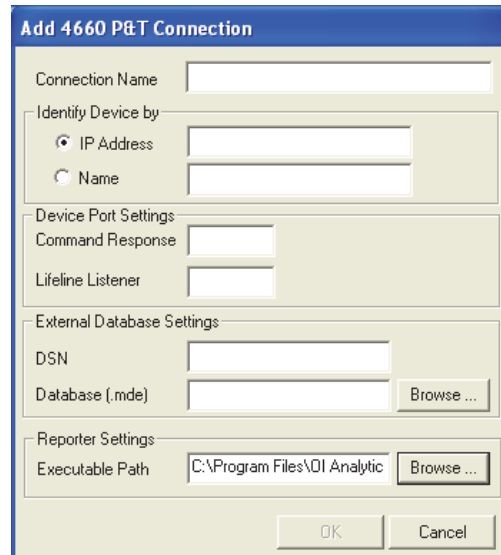 Add 4660 P&T Connection
Connection Name
Identify Device by
IP Address
Name
Device Port Settings
Command Response
Lifeline Listener
External Database Settings
DSN
Database (.mde)
Browse ...
Reporter Settings
Executable Path
C:\Program Files\OI Analytic
Browse ...
OK
Cancel